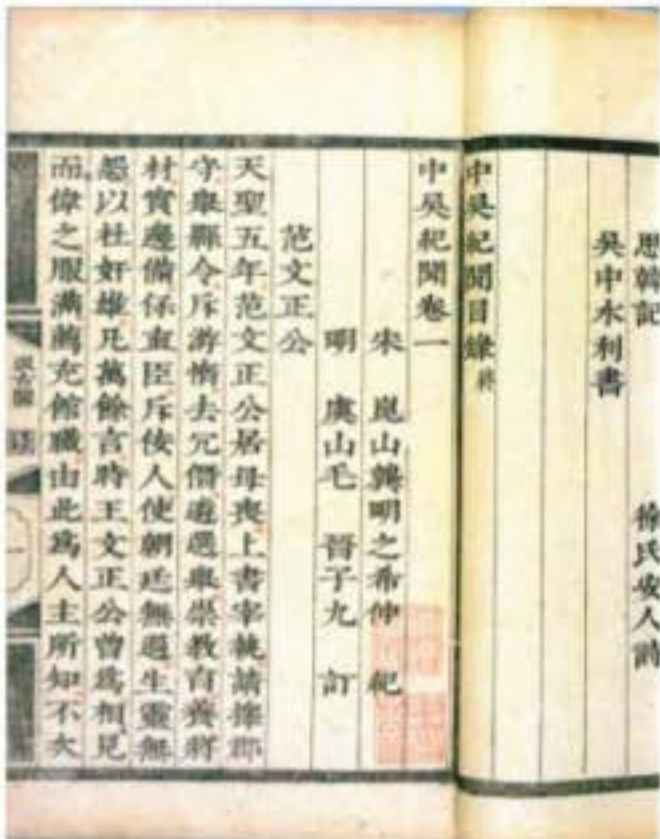 思韓記
徐氏安人詩
吳中水利書
中吳紀聞目錄終
中吳紀聞卷一
宋 崑山龔明之希仲 紀
明 虞山毛 晉子九 訂
范文正公
天聖五年范文正公居母喪上書宰執請擇郡
守舉縣令斥游惰去冗僭遴選舉崇教育養將
材實邊備保直臣斥佞人使朝廷無過生靈無
怨以杜奸雄凡萬餘言時王文正公曾爲相見
而偉之服滿薦充館職由此爲人主所知不久
一